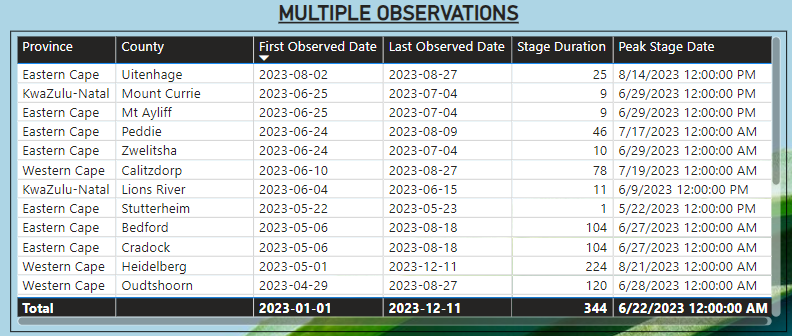 MULTIPLE OBSERVATIONS
Province County First Observed Date Last Observed Date Stage Duration Peak Stage Date
Eastern Cape Uitenhage 2023-08-02 2023-08-27 25 8/14/2023 12:00:00 PM
KwaZulu-Natal Mount Currie 2023-06-25 2023-07-04 9 6/29/2023 12:00:00 PM
Eastern Cape Mt Ayliff 2023-06-25 2023-07-04 9 6/29/2023 12:00:00 PM
Eastern Cape Peddie 2023-06-24 2023-08-09 46 7/17/2023 12:00:00 AM
Eastern Cape Zwelitsha 2023-06-24 2023-07-04 10 6/29/2023 12:00:00 AM
Western Cape Calitzdorp 2023-06-10 2023-08-27 78 7/19/2023 12:00:00 AM
KwaZulu-Natal Lions River 2023-06-04 2023-06-15 11 6/9/2023 12:00:00 PM
Eastern Cape Stutterheim 2023-05-22 2023-05-23 1 5/22/2023 12:00:00 PM
Eastern Cape Bedford 2023-05-06 2023-08-18 104 6/27/2023 12:00:00 AM
Eastern Cape Cradock 2023-05-06 2023-08-18 104 6/27/2023 12:00:00 AM
Western Cape Heidelberg 2023-05-01 2023-12-11 224 8/21/2023 12:00:00 AM
Western Cape Oudtshoorn 2023-04-29 2023-08-27 120 6/28/2023 12:00:00 AM
Total 2023-01-01 2023-12-11 344 6/22/2023 12:00:00 AM